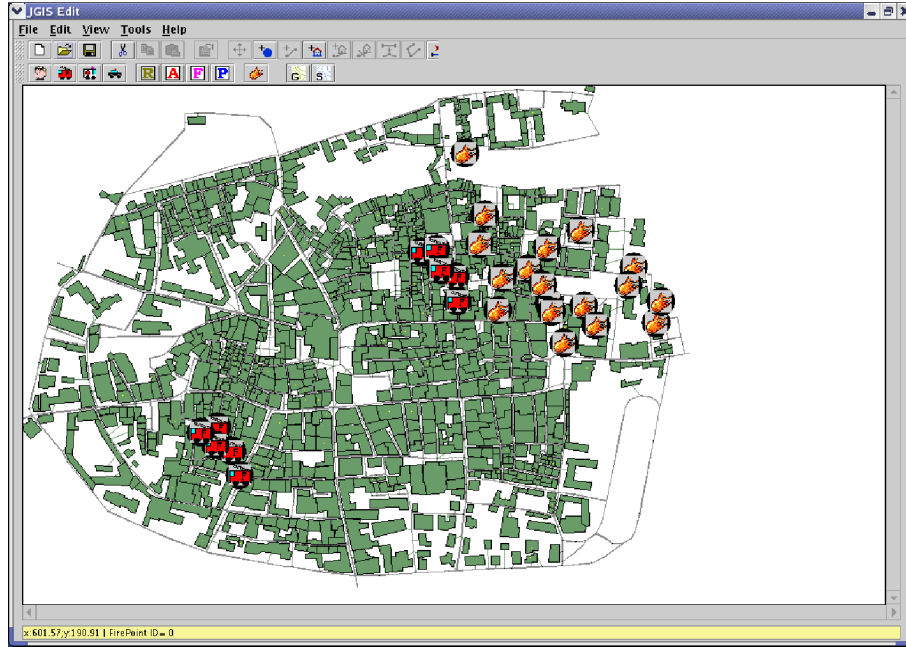 JGIS Edit
File Edit View Tools Help
R A F P G S
x:601.57,y:190.91 | FirePoint ID= 0